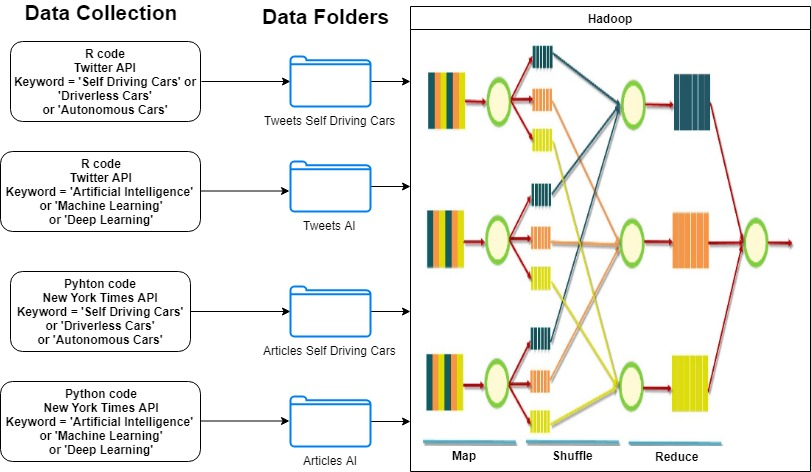 Data Collection
Data Folders
Hadoop
R code
Twitter API
Keyword = 'Self Driving Cars' or
'Driverless Cars'
or 'Autonomous Cars'
Tweets Self Driving Cars
R code
Twitter API
Keyword = 'Artificial Intelligence'
or 'Machine Learning'
or 'Deep Learning'
Tweets AI
Pyhton code
New York Times API
Keyword = 'Self Driving Cars'
or 'Driverless Cars'
or 'Autonomous Cars'
Articles Self Driving Cars
Python code
New York Times API
Keyword = 'Artificial Intelligence'
or 'Machine Learning'
or 'Deep Learning'
Articles AI
Map
Shuffle
Reduce